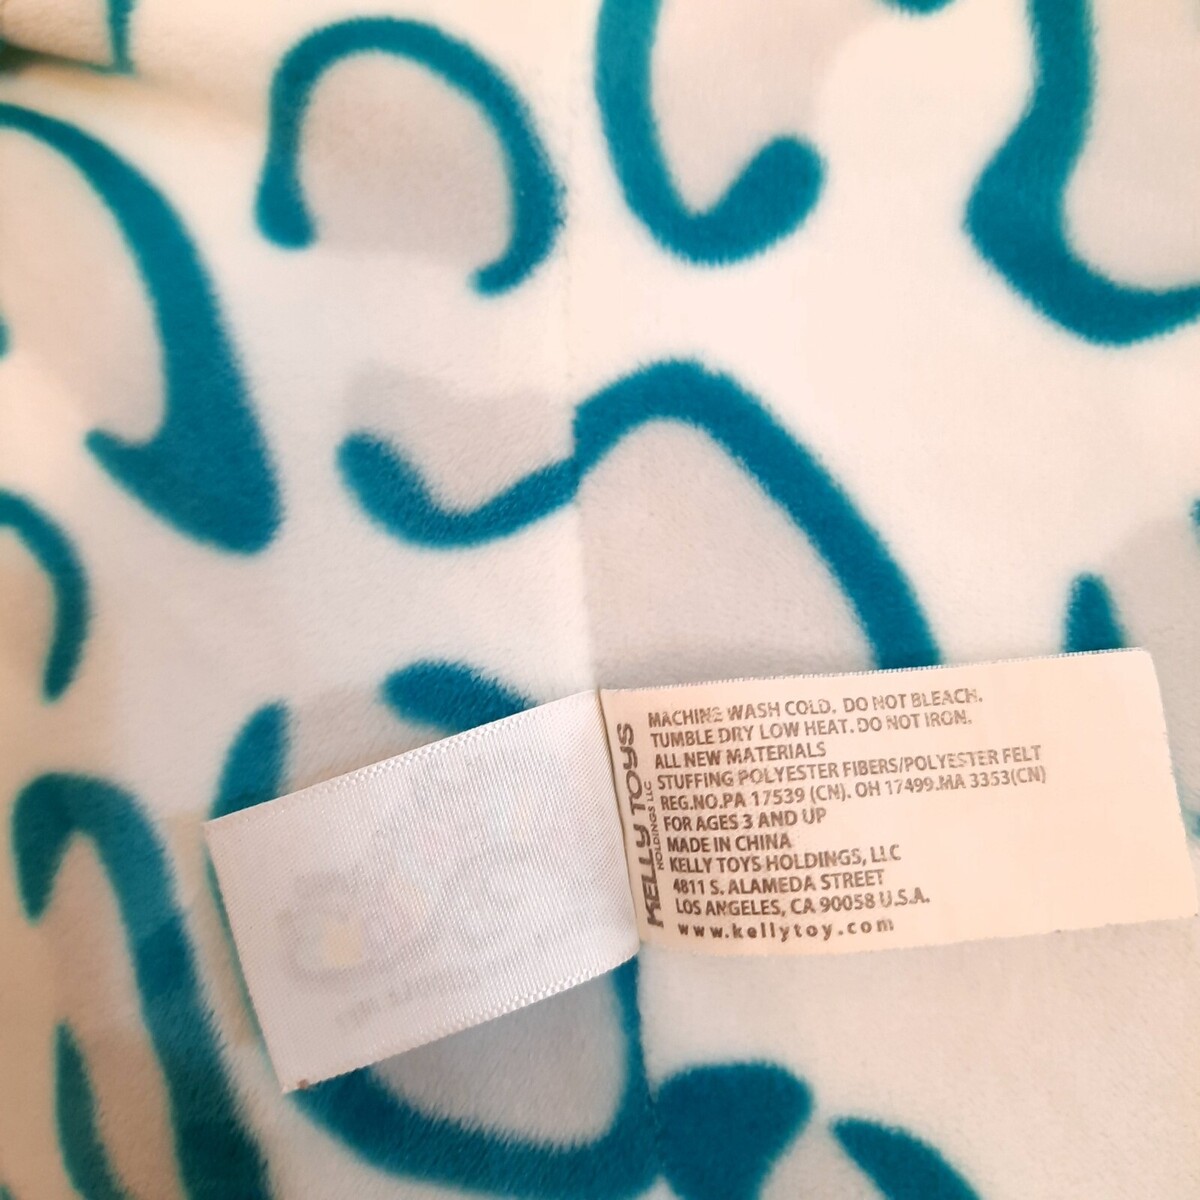 KELLY TOYS
HOLDINGS LLC
MACHINE WASH COLD. DO NOT BLEACH.
TUMBLE DRY LOW HEAT. DO NOT IRON.
ALL NEW MATERIALS
STUFFING POLYESTER FIBERS/POLYESTER FELT
REG.NO.PA 17539 (CN). OH 17499.MA 3353(CN)
FOR AGES 3 AND UP
MADE IN CHINA
KELLY TOYS HOLDINGS, LLC
4811 S. ALAMEDA STREET
LOS ANGELES, CA 90058 U.S.A.
www.kellytoy.com